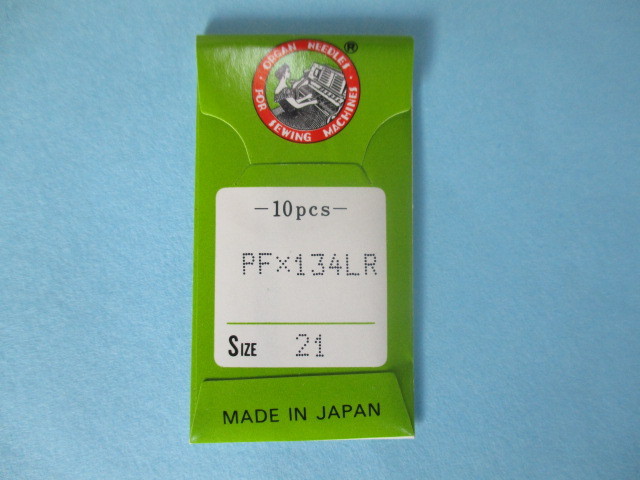 ORGAN NEEDLES ®
FOR SEWING MACHINES
-10pcs-
PF×134LR
SIZE 21
MADE IN JAPAN